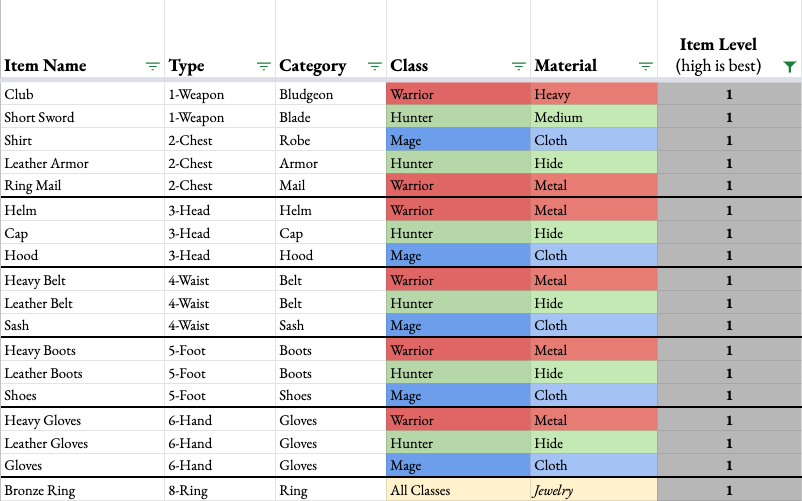 Item Name Type Category Class Material Item Level (high is best)
Club 1-Weapon Bludgeon Warrior Heavy 1
Short Sword 1-Weapon Blade Hunter Medium 1
Shirt 2-Chest Robe Mage Cloth 1
Leather Armor 2-Chest Armor Hunter Hide 1
Ring Mail 2-Chest Mail Warrior Metal 1
Helm 3-Head Helm Warrior Metal 1
Cap 3-Head Cap Hunter Hide 1
Hood 3-Head Hood Mage Cloth 1
Heavy Belt 4-Waist Belt Warrior Metal 1
Leather Belt 4-Waist Belt Hunter Hide 1
Sash 4-Waist Sash Mage Cloth 1
Heavy Boots 5-Foot Boots Warrior Metal 1
Leather Boots 5-Foot Boots Hunter Hide 1
Shoes 5-Foot Shoes Mage Cloth 1
Heavy Gloves 6-Hand Gloves Warrior Metal 1
Leather Gloves 6-Hand Gloves Hunter Hide 1
Gloves 6-Hand Gloves Mage Cloth 1
Bronze Ring 8-Ring Ring All Classes Jewelry 1